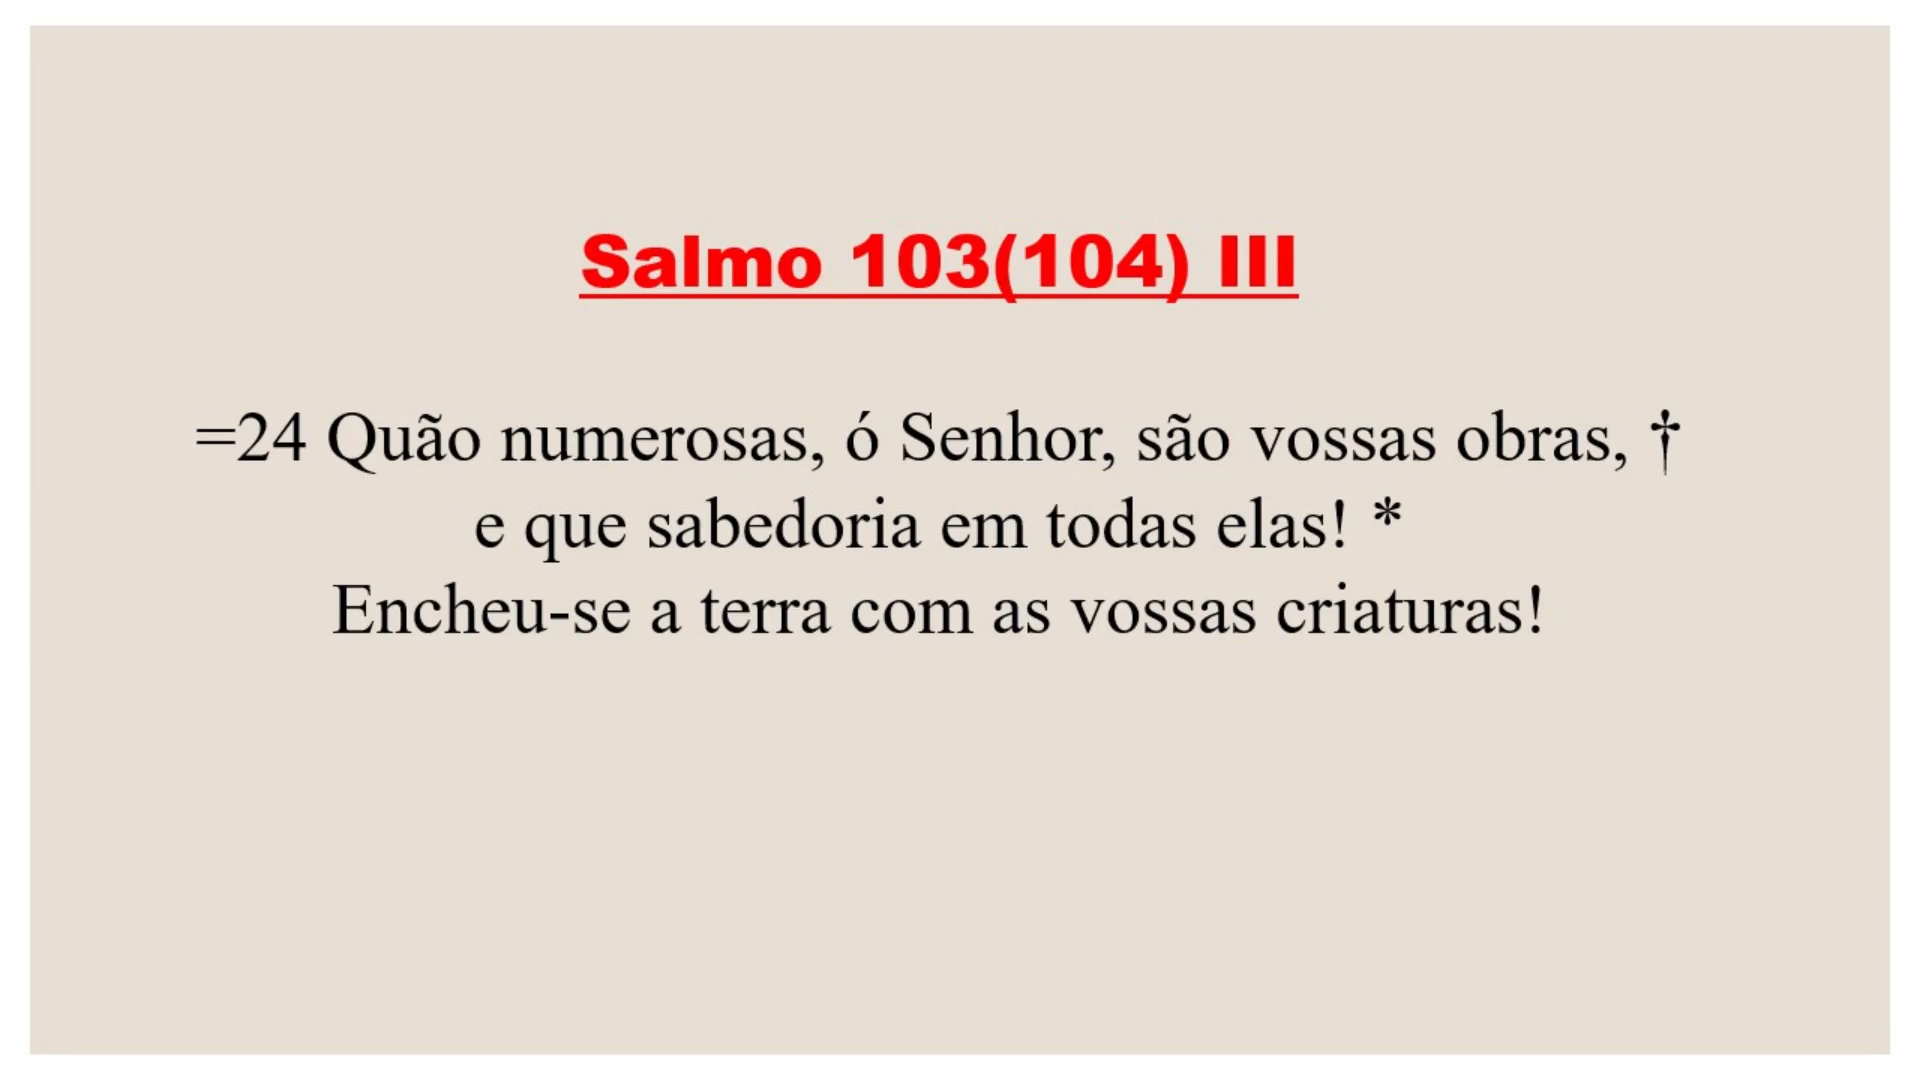 Salmo 103(104) III
=24 Quão numerosas, ó Senhor, são vossas obras, †
e que sabedoria em todas elas! *
Encheu-se a terra com as vossas criaturas!